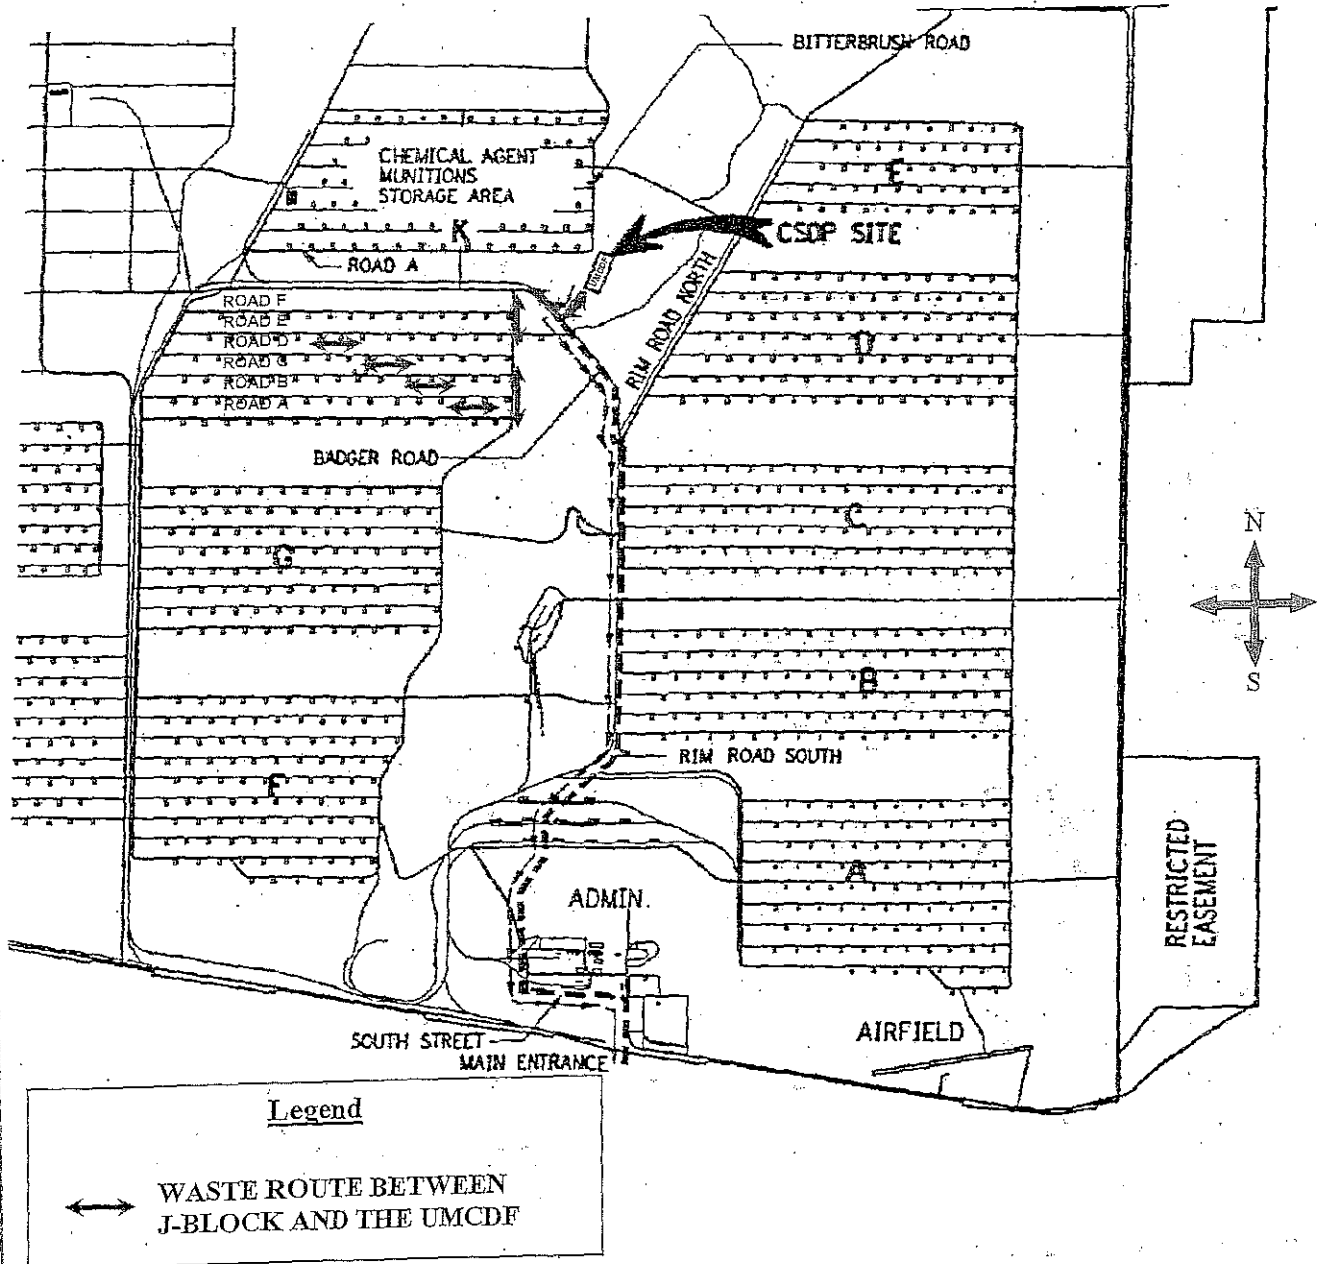 BITTERBRUSH ROAD
CHEMICAL AGENT
MUNITIONS
STORAGE AREA
E
K
CSDP SITE
ROAD A
UMCDF
RIM ROAD NORTH
ROAD F
ROAD E
ROAD D
ROAD C
ROAD B
ROAD A
D
BADGER ROAD
C
G
N
B
S
RIM ROAD SOUTH
F
A
RESTRICTED
EASEMENT
ADMIN.
AIRFIELD
SOUTH STREET
MAIN ENTRANCE
Legend
WASTE ROUTE BETWEEN
J-BLOCK AND THE UMCDF